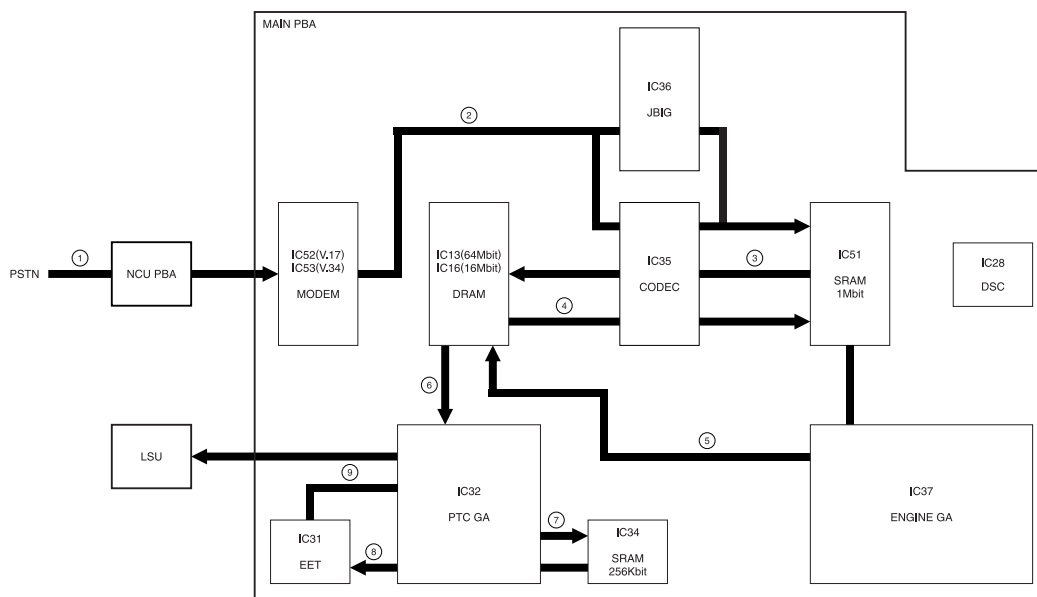 MAIN PBA
IC36
JBIG
2
IC52(V.17)
IC53(V.34)
MODEM
IC13(64Mbit)
IC16(16Mbit)
DRAM
IC35
CODEC
3
IC51
SRAM
1Mbit
IC28
DSC
PSTN
1
NCU PBA
4
6
5
LSU
9
IC32
PTC GA
IC37
ENGINE GA
7
IC34
SRAM
256Kbit
IC31
EET
8